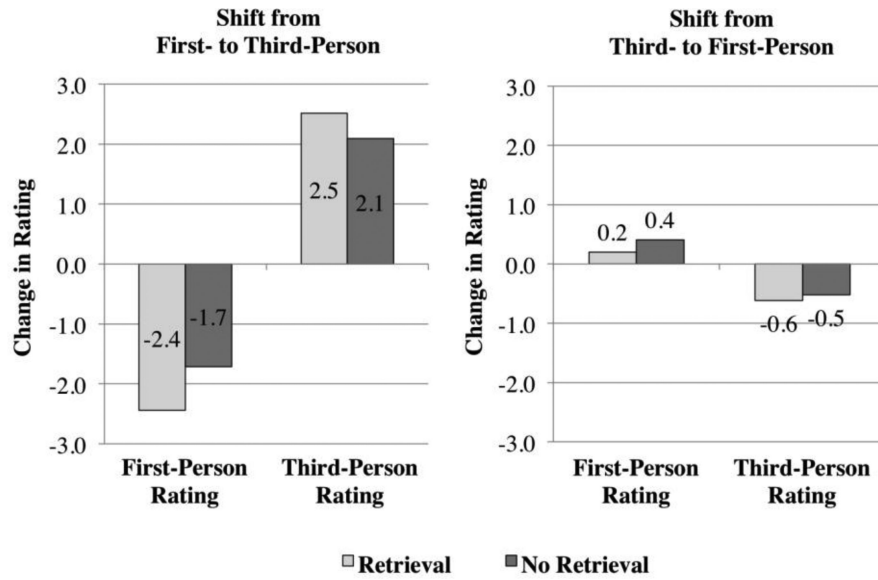 Shift from
First- to Third-Person
Change in Rating
3.0
2.0
1.0
0.0
-1.0
-2.0
-3.0
-2.4
-1.7
2.5
2.1
First-Person
Rating
Third-Person
Rating
Shift from
Third- to First-Person
Change in Rating
3.0
2.0
1.0
0.0
-1.0
-2.0
-3.0
0.2
0.4
-0.6
-0.5
First-Person
Rating
Third-Person
Rating
Retrieval
No Retrieval